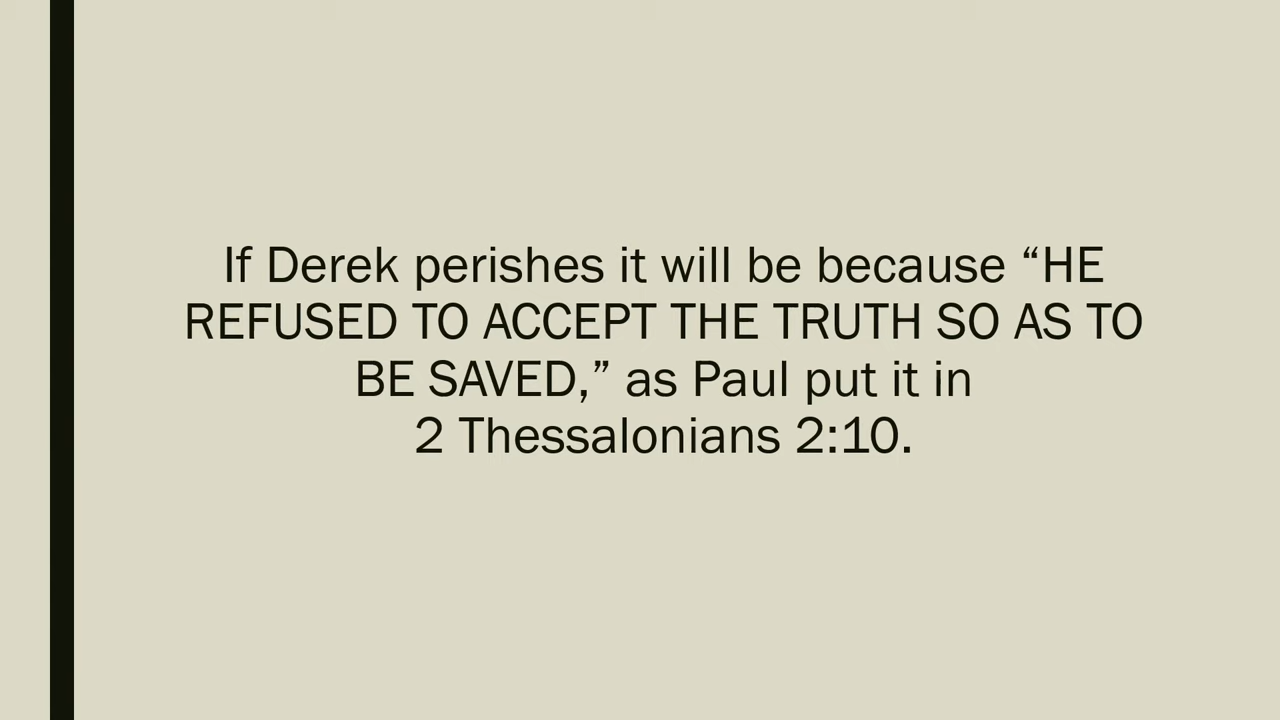 If Derek perishes it will be because “HE
REFUSED TO ACCEPT THE TRUTH SO AS TO
BE SAVED,” as Paul put it in
2 Thessalonians 2:10.